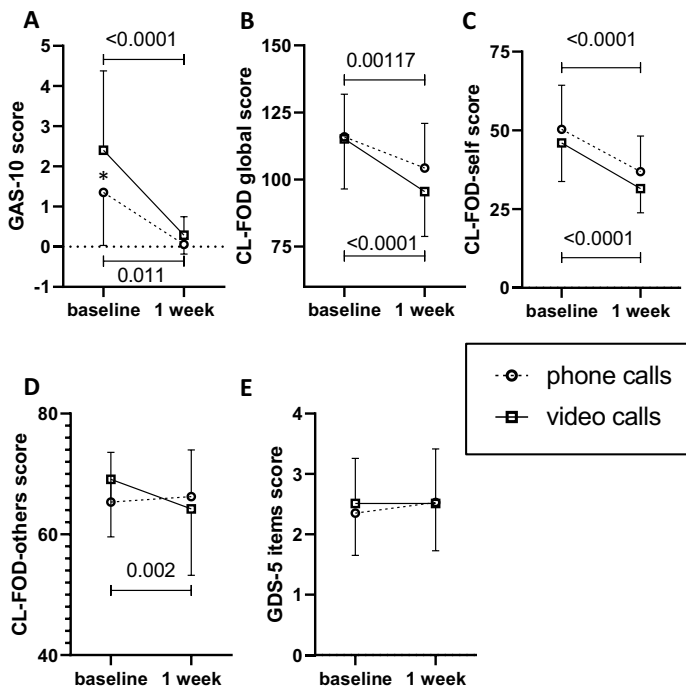 A
GAS-10 score
5
4
3
2
1
0
-1
<0.0001
*
0.011
baseline 1 week
B
CL-FOD global score
150
125
100
75
0.00117
<0.0001
baseline 1 week
C
CL-FOD-self score
75
50
25
0
<0.0001
<0.0001
baseline 1 week
phone calls
video calls
D
CL-FOD-others score
80
60
40
0.002
baseline 1 week
E
GDS-5 items score
4
3
2
1
0
baseline 1 week